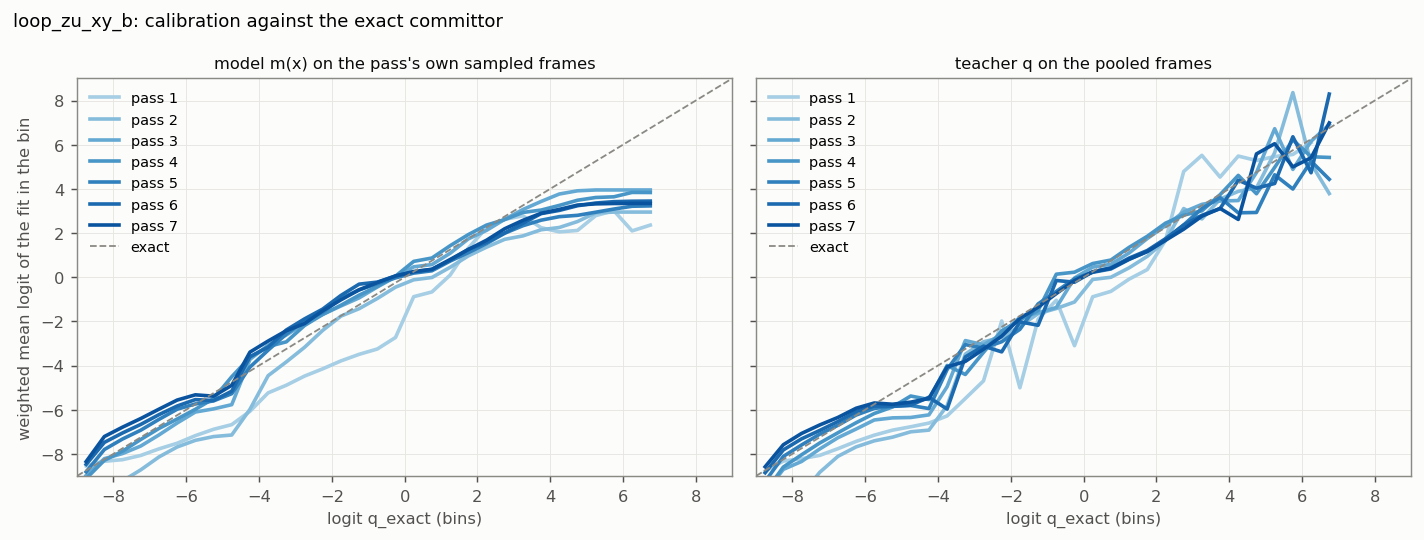 loop_zu_xy_b: calibration against the exact committor
model m(x) on the pass's own sampled frames
teacher q on the pooled frames
weighted mean logit of the fit in the bin
8
6
4
2
0
−2
−4
−6
−8
pass 1
pass 2
pass 3
pass 4
pass 5
pass 6
pass 7
exact
pass 1
pass 2
pass 3
pass 4
pass 5
pass 6
pass 7
exact
−8 −6 −4 −2 0 2 4 6 8
−8 −6 −4 −2 0 2 4 6 8
logit q_exact (bins)
logit q_exact (bins)